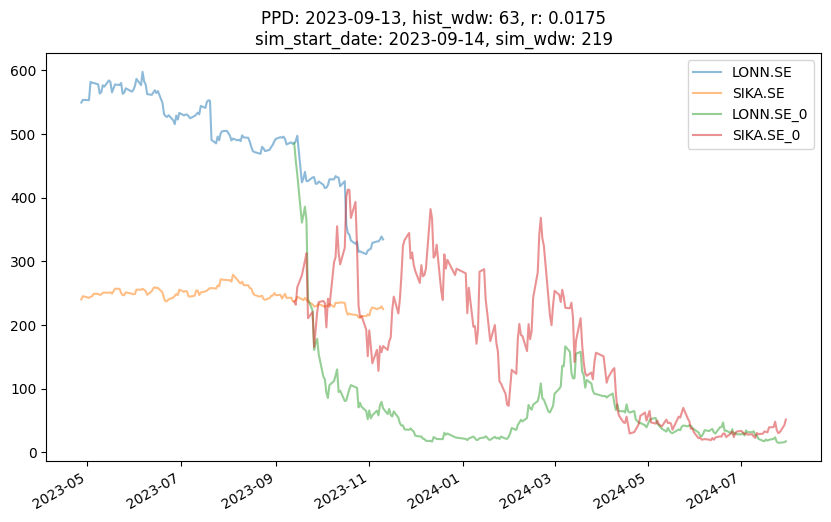 PPD: 2023-09-13, hist_wdw: 63, r: 0.0175
sim_start_date: 2023-09-14, sim_wdw: 219
LONN.SE
SIKA.SE
LONN.SE_0
SIKA.SE_0
600
500
400
300
200
100
0
2023-05
2023-07
2023-09
2023-11
2024-01
2024-03
2024-05
2024-07